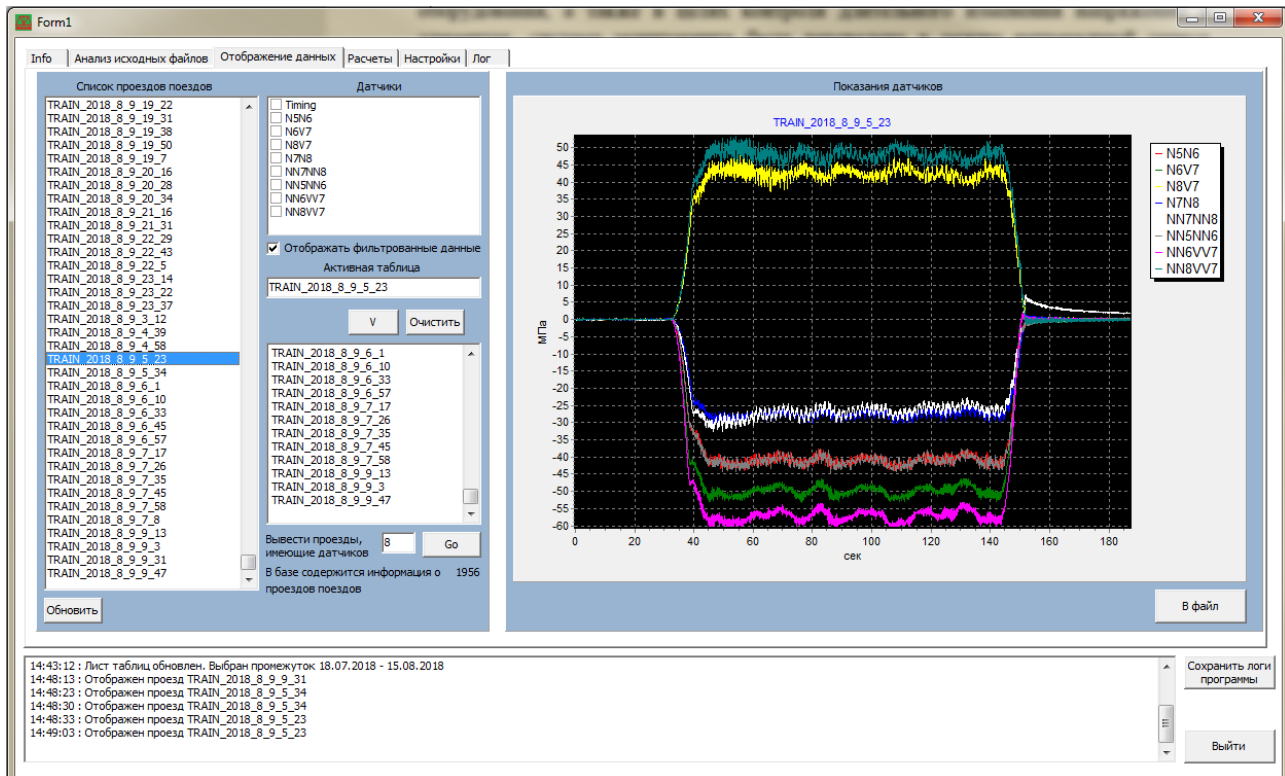 Form1
Info
Анализ исходных файлов
Отображение данных
Расчеты
Настройки
Лог
Список проездов поездов
TRAIN_2018_8_9_19_22
TRAIN_2018_8_9_19_31
TRAIN_2018_8_9_19_38
TRAIN_2018_8_9_19_50
TRAIN_2018_8_9_19_7
TRAIN_2018_8_9_20_16
TRAIN_2018_8_9_20_28
TRAIN_2018_8_9_20_34
TRAIN_2018_8_9_21_16
TRAIN_2018_8_9_21_31
TRAIN_2018_8_9_22_29
TRAIN_2018_8_9_22_43
TRAIN_2018_8_9_22_5
TRAIN_2018_8_9_23_14
TRAIN_2018_8_9_23_22
TRAIN_2018_8_9_23_37
TRAIN_2018_8_9_3_12
TRAIN_2018_8_9_4_39
TRAIN_2018_8_9_4_58
TRAIN_2018_8_9_5_23
TRAIN_2018_8_9_5_34
TRAIN_2018_8_9_6_1
TRAIN_2018_8_9_6_10
TRAIN_2018_8_9_6_33
TRAIN_2018_8_9_6_45
TRAIN_2018_8_9_6_57
TRAIN_2018_8_9_7_17
TRAIN_2018_8_9_7_26
TRAIN_2018_8_9_7_35
TRAIN_2018_8_9_7_45
TRAIN_2018_8_9_7_58
TRAIN_2018_8_9_7_8
TRAIN_2018_8_9_9_13
TRAIN_2018_8_9_9_3
TRAIN_2018_8_9_9_31
TRAIN_2018_8_9_9_47
Обновить
Датчики
Timing
N5N6
N6V7
N8V7
N7N8
NN7NN8
NN5NN6
NN6VV7
NN8VV7
Отображать фильтрованные данные
Активная таблица
TRAIN_2018_8_9_5_23
V
Очистить
TRAIN_2018_8_9_6_1
TRAIN_2018_8_9_6_10
TRAIN_2018_8_9_6_33
TRAIN_2018_8_9_6_57
TRAIN_2018_8_9_7_17
TRAIN_2018_8_9_7_26
TRAIN_2018_8_9_7_35
TRAIN_2018_8_9_7_45
TRAIN_2018_8_9_7_58
TRAIN_2018_8_9_9_13
TRAIN_2018_8_9_9_3
TRAIN_2018_8_9_9_47
Вывести проезды,
имеющие датчиков
8
Go
В базе содержится информация о 1956
проездов поездов
Показания датчиков
TRAIN_2018_8_9_5_23
50
45
40
35
30
25
20
15
10
5
0
-5
-10
-15
-20
-25
-30
-35
-40
-45
-50
-55
-60
МПа
0 20 40 60 80 100 120 140 160 180
сек
N5N6
N6V7
N8V7
N7N8
NN7NN8
NN5NN6
NN6VV7
NN8VV7
В файл
14:43:12 : Лист таблиц обновлен. Выбран промежуток 18.07.2018 - 15.08.2018
14:48:13 : Отображен проезд TRAIN_2018_8_9_9_31
14:48:23 : Отображен проезд TRAIN_2018_8_9_5_34
14:48:30 : Отображен проезд TRAIN_2018_8_9_5_34
14:48:33 : Отображен проезд TRAIN_2018_8_9_5_23
14:49:03 : Отображен проезд TRAIN_2018_8_9_5_23
Сохранить логи
программы
Выйти